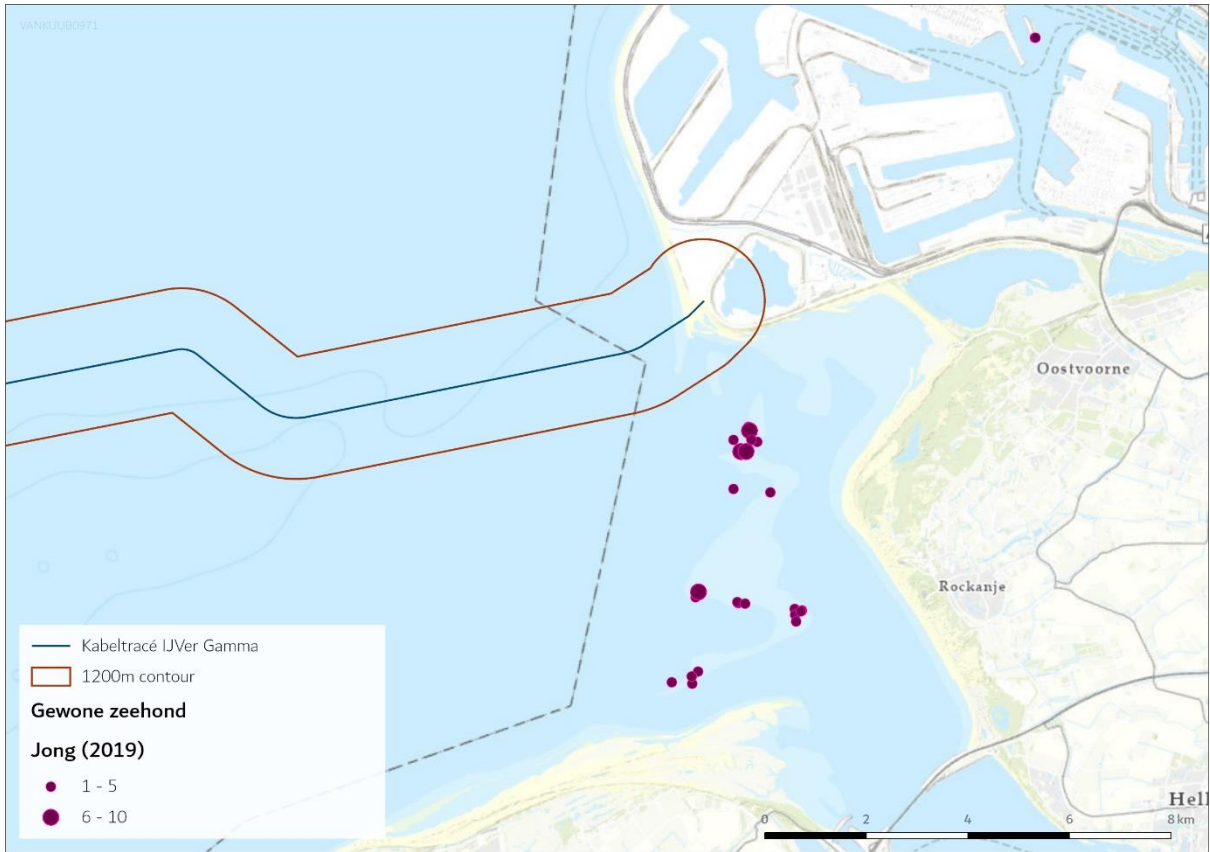 VANKUUB0971
Oostvoorne
Rockanje
Kabeltracé IJVer Gamma
1200m contour
Gewone zeehond
Jong (2019)
1 - 5
6 - 10
Hell
0 2 4 6 8 km